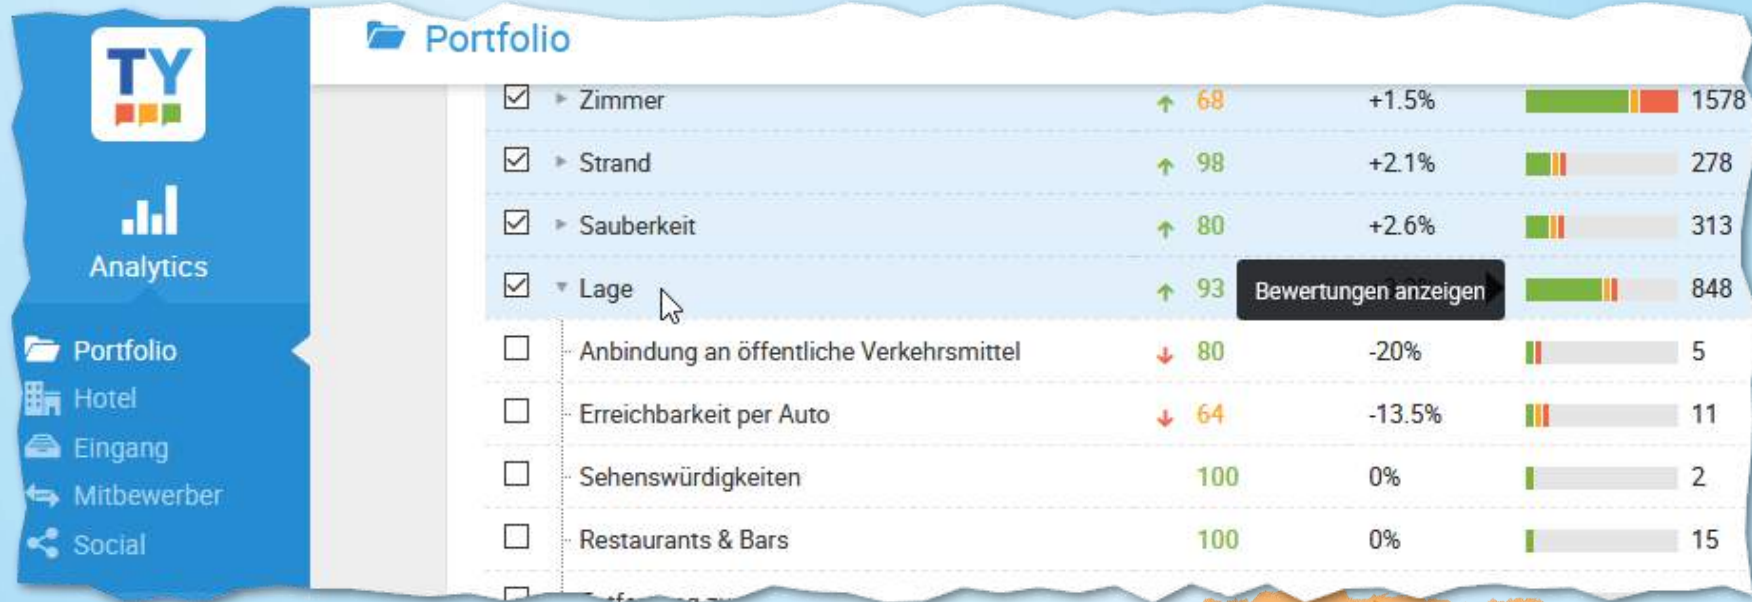 TY
Analytics
Portfolio
Hotel
Eingang
Mitbewerber
Social
Portfolio
Zimmer 68 +1.5% 1578
Strand 98 +2.1% 278
Sauberkeit 80 +2.6% 313
Lage 93 Bewertungen anzeigen 848
Anbindung an öffentliche Verkehrsmittel 80 -20% 5
Erreichbarkeit per Auto 64 -13.5% 11
Sehenswürdigkeiten 100 0% 2
Restaurants & Bars 100 0% 15